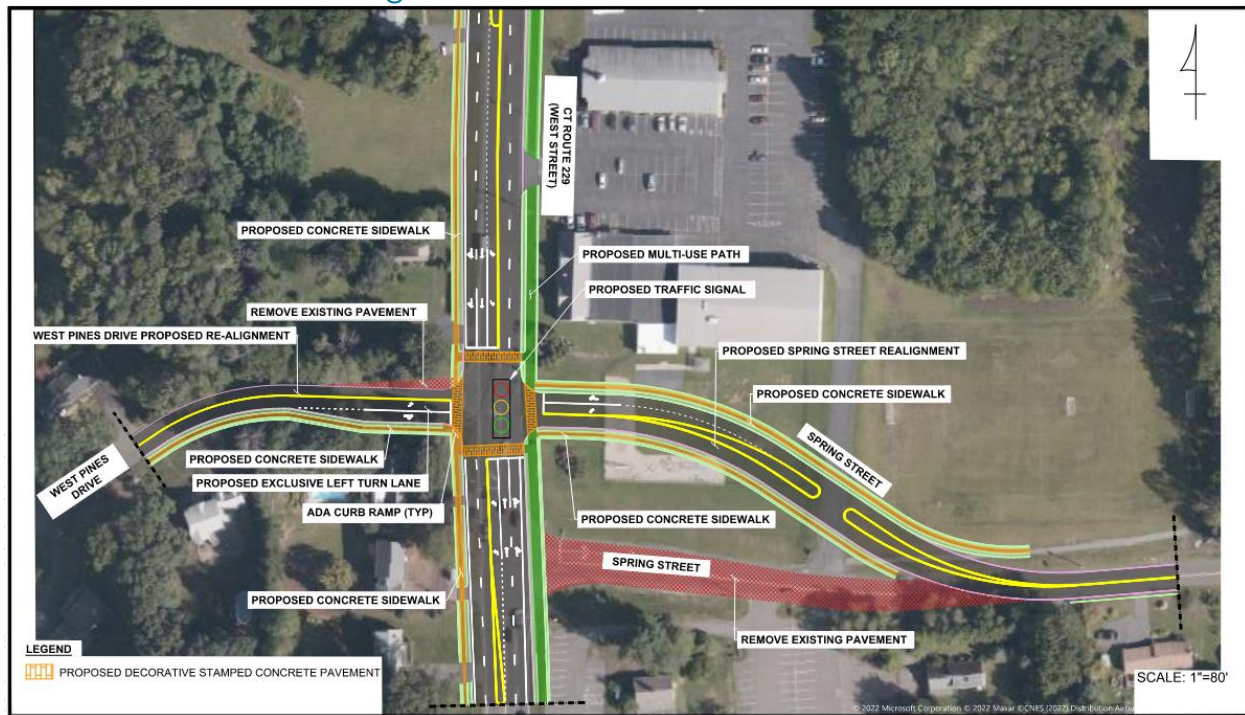 CT ROUTE 229
(WEST STREET)
PROPOSED CONCRETE SIDEWALK
PROPOSED MULTI-USE PATH
PROPOSED TRAFFIC SIGNAL
REMOVE EXISTING PAVEMENT
WEST PINES DRIVE PROPOSED RE-ALIGNMENT
PROPOSED SPRING STREET REALIGNMENT
PROPOSED CONCRETE SIDEWALK
SPRING STREET
WEST PINES
DRIVE
PROPOSED CONCRETE SIDEWALK
PROPOSED EXCLUSIVE LEFT TURN LANE
ADA CURB RAMP (TYP)
PROPOSED CONCRETE SIDEWALK
SPRING STREET
PROPOSED CONCRETE SIDEWALK
REMOVE EXISTING PAVEMENT
LEGEND
PROPOSED DECORATIVE STAMPED CONCRETE PAVEMENT
SCALE: 1"=80'
© 2022 Microsoft Corporation © 2022 Maxar ©CNES (2022) Distribution